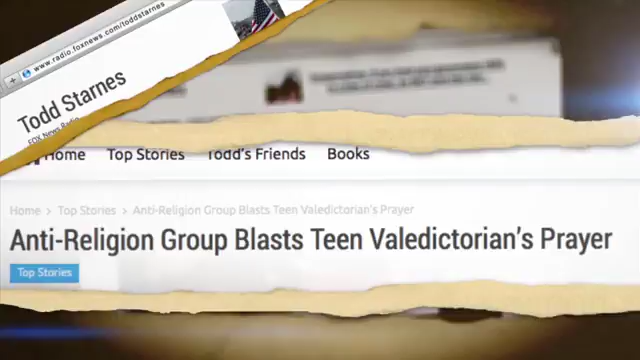 www.radio.foxnews.com/toddstarnes
Todd Starnes
FOX News Radio
Home Top Stories Todd's Friends Books
Home > Top Stories > Anti-Religion Group Blasts Teen Valedictorian's Prayer
Anti-Religion Group Blasts Teen Valedictorian's Prayer
Top Stories